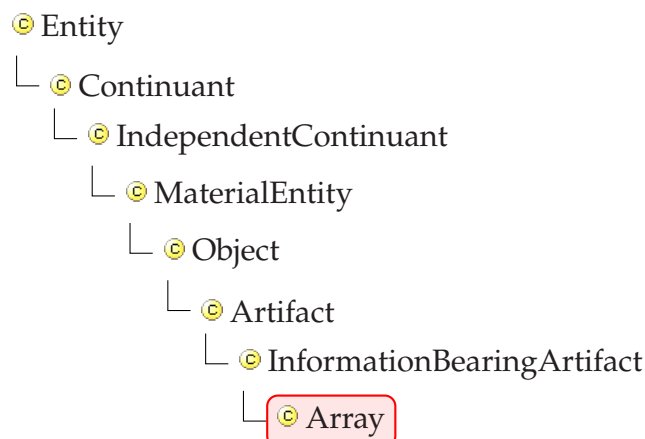 Entity
Continuant
IndependentContinuant
MaterialEntity
Object
Artifact
InformationBearingArtifact
Array